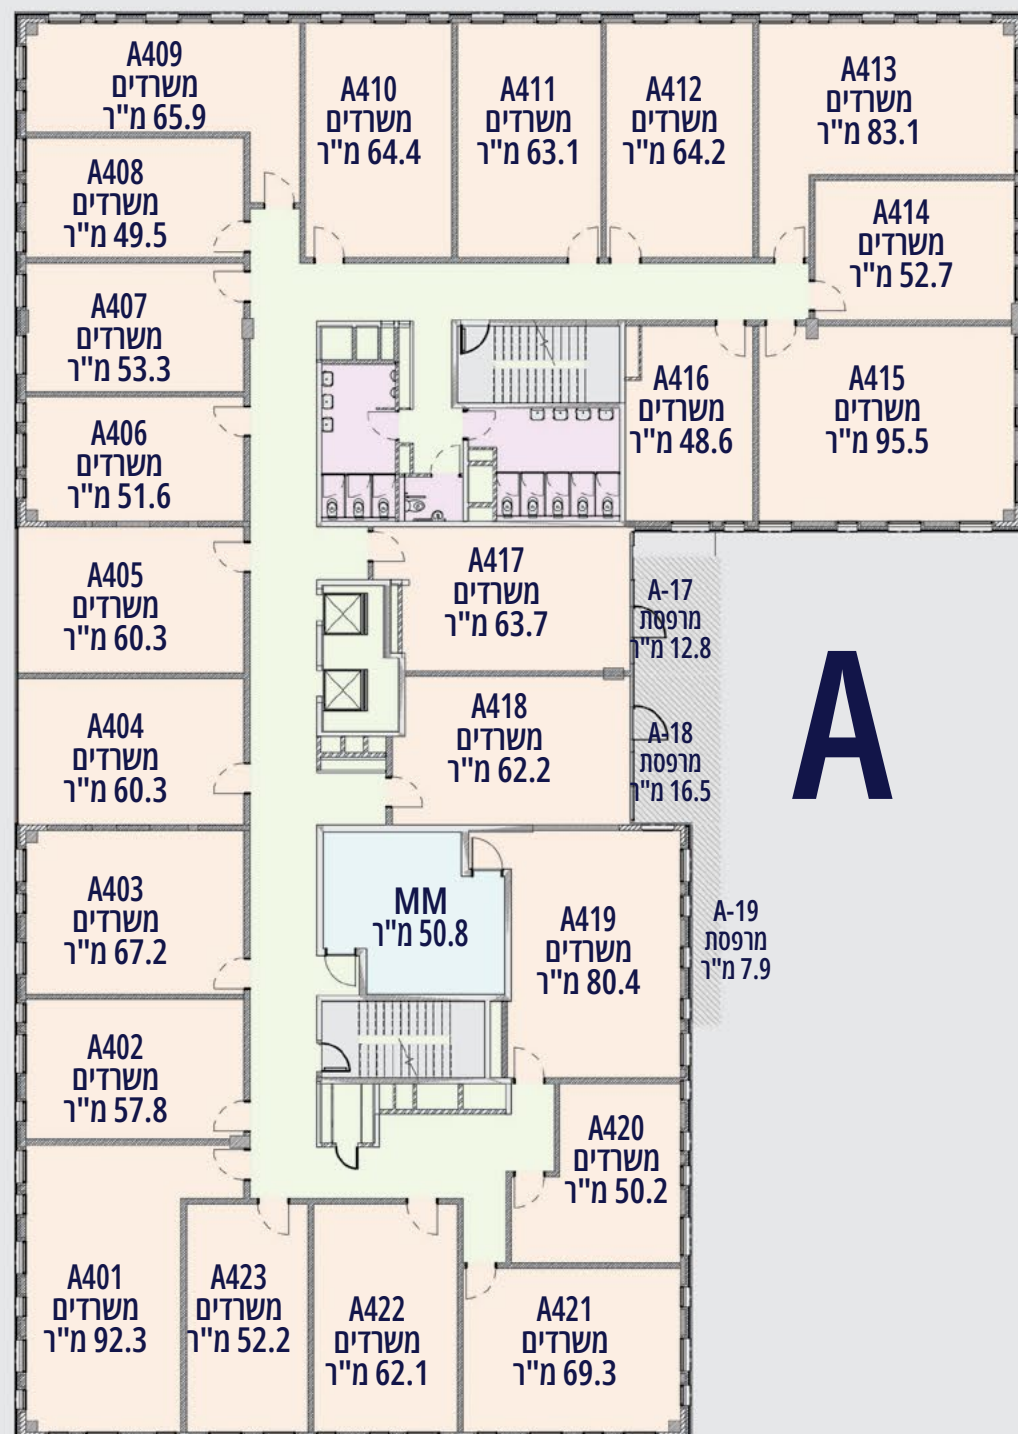 A409
משרדים
65.9 מ"ר
A410
משרדים
64.4 מ"ר
A411
משרדים
63.1 מ"ר
A412
משרדים
64.2 מ"ר
A413
משרדים
83.1 מ"ר
A408
משרדים
49.5 מ"ר
A414
משרדים
52.7 מ"ר
A407
משרדים
53.3 מ"ר
A416
משרדים
48.6 מ"ר
A415
משרדים
95.5 מ"ר
A406
משרדים
51.6 מ"ר
A405
משרדים
60.3 מ"ר
A417
משרדים
63.7 מ"ר
A-17
מרפסת
12.8 מ"ר
A
A404
משרדים
60.3 מ"ר
A418
משרדים
62.2 מ"ר
A-18
מרפסת
16.5 מ"ר
A403
משרדים
67.2 מ"ר
MM
50.8 מ"ר
A419
משרדים
80.4 מ"ר
A-19
מרפסת
7.9 מ"ר
A402
משרדים
57.8 מ"ר
A420
משרדים
50.2 מ"ר
A401
משרדים
92.3 מ"ר
A423
משרדים
52.2 מ"ר
A422
משרדים
62.1 מ"ר
A421
משרדים
69.3 מ"ר